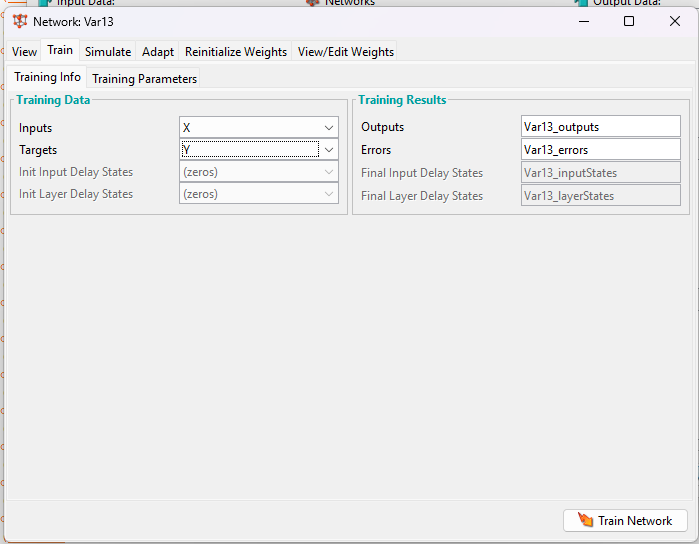 Input Data: Networks Output Data:
Network: Var13
View Train Simulate Adapt Reinitialize Weights View/Edit Weights
Training Info Training Parameters
Training Data Training Results
Inputs X Outputs Var13_outputs
Targets Y Errors Var13_errors
Init Input Delay States (zeros) Final Input Delay States Var13_inputStates
Init Layer Delay States (zeros) Final Layer Delay States Var13_layerStates
Train Network